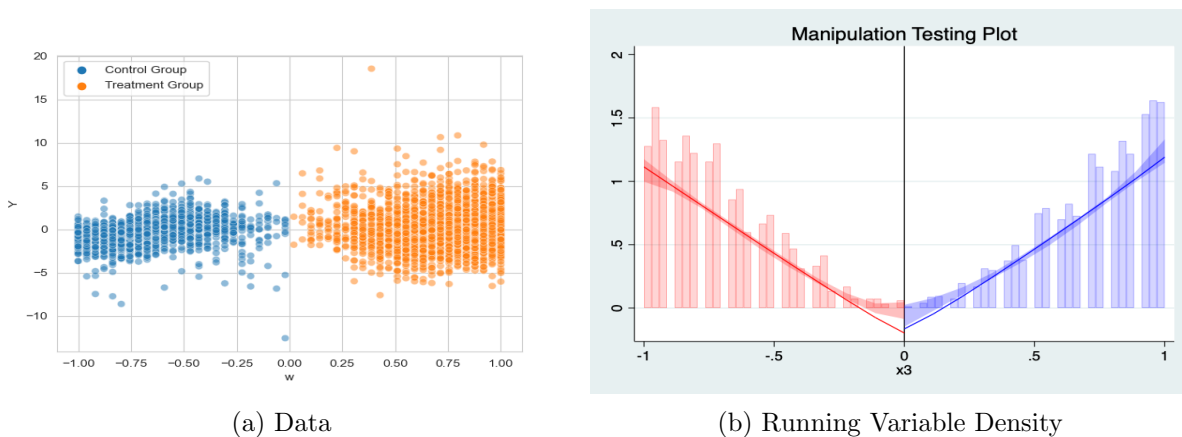 20
15
10
5
0
−5
−10
Y
Control Group
Treatment Group
−1.00 −0.75 −0.50 −0.25 0.00 0.25 0.50 0.75 1.00
w
(a) Data
Manipulation Testing Plot
2
1.5
1
.5
0
-1 -.5 0 .5 1
x3
(b) Running Variable Density